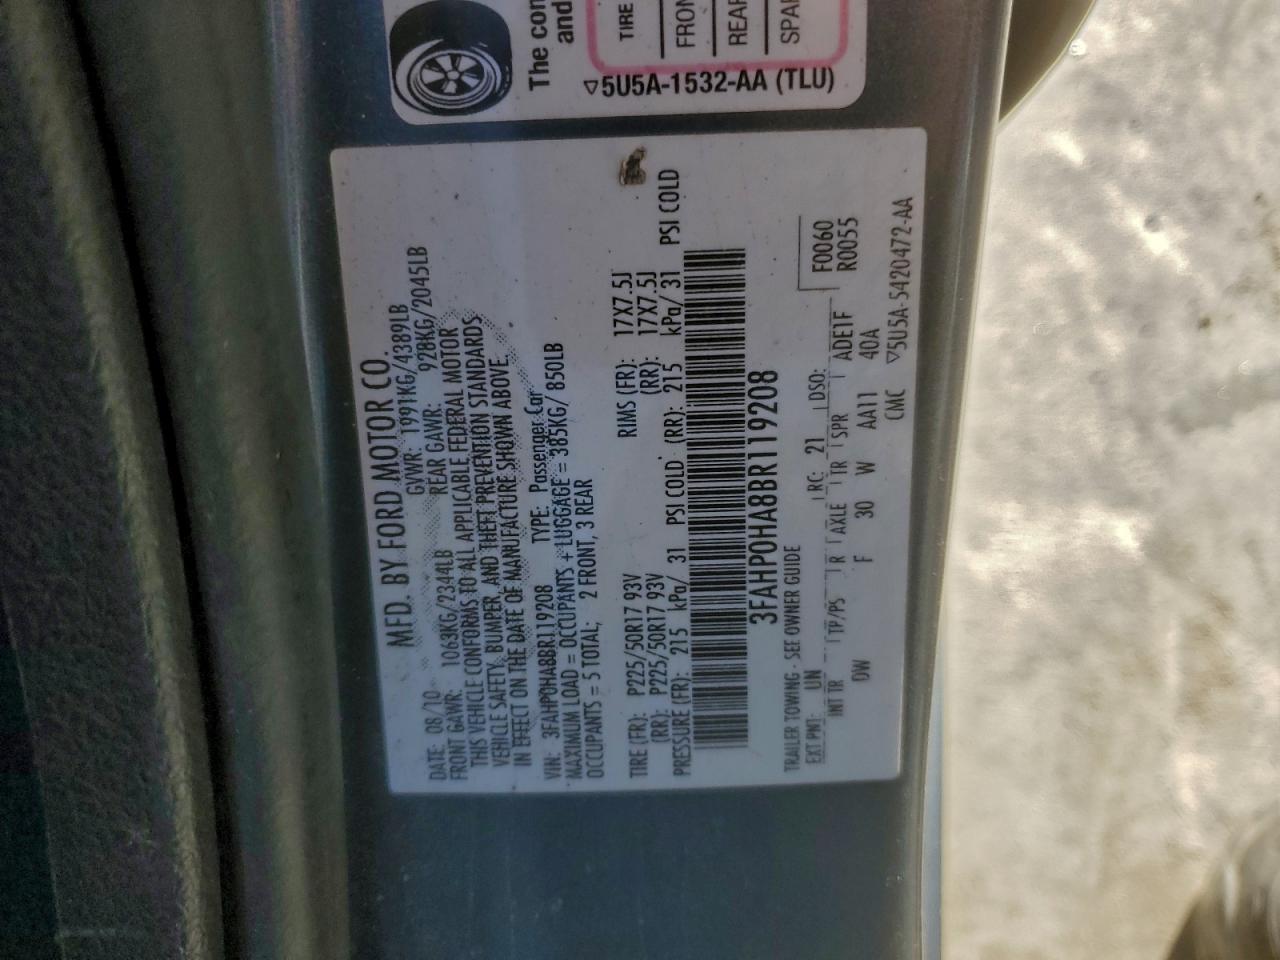 The con
and
TIRE
FRON
REAR
SPAR
▽5U5A-1532-AA (TLU)
MFD. BY FORD MOTOR CO.
DATE: 08/10 GVWR: 1991KG/4389LB
FRONT GAWR: 1063KG/2344LB REAR GAWR: 928KG/2045LB
THIS VEHICLE CONFORMS TO ALL APPLICABLE FEDERAL MOTOR
VEHICLE SAFETY, BUMPER, AND THEFT PREVENTION STANDARDS
IN EFFECT ON THE DATE OF MANUFACTURE SHOWN ABOVE.
VIN: 3FAHP0HA8BR119208 TYPE: Passenger Car
MAXIMUM LOAD = OCCUPANTS + LUGGAGE = 385KG/ 850LB
OCCUPANTS = 5 TOTAL; 2 FRONT, 3 REAR
TIRE (FR): P225/50R17 93V RIMS (FR): 17X7.5J
(RR): P225/50R17 93V (RR): 17X7.5J
PRESSURE (FR): 215 kPa/ 31 PSI COLD (RR): 215 kPa/ 31 PSI COLD
3FAHP0HA8BR119208
TRAILER TOWING - SEE OWNER GUIDE
F0060
R0055
EXT PNT: UN RC: 21 DSO:
INT TR TP/PS R AXLE TR SPR ADE1F
DW F 30 W AA11 40A
CMC ▽5U5A-5420472-AA